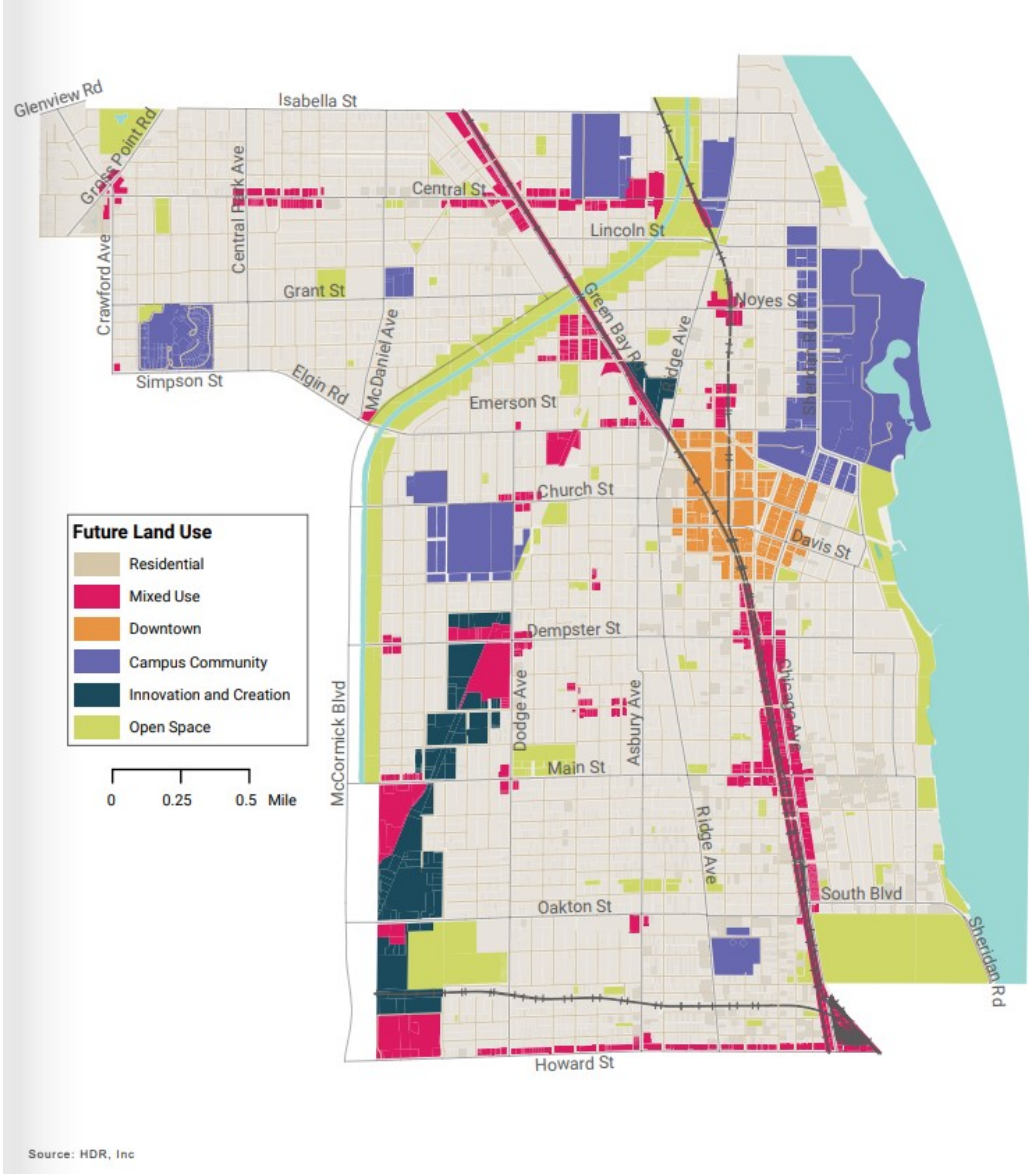 Glenview Rd
Isabella St
Gross Point Rd
Central Park Ave
Central St
Lincoln St
Crawford Ave
Grant St
Green Bay Rd
Noyes St
McDaniel Ave
Ridge Ave
Sheridan Rd
Simpson St
Elgin Rd
Emerson St
Church St
Davis St
Future Land Use
Residential
Mixed Use
Downtown
Campus Community
Innovation and Creation
Open Space
Dempster St
Chicago Ave
McCormick Blvd
Dodge Ave
Asbury Ave
Main St
0 0.25 0.5 Mile
Ridge Ave
South Blvd
Oakton St
Sheridan Rd
Howard St
Source: HDR, Inc